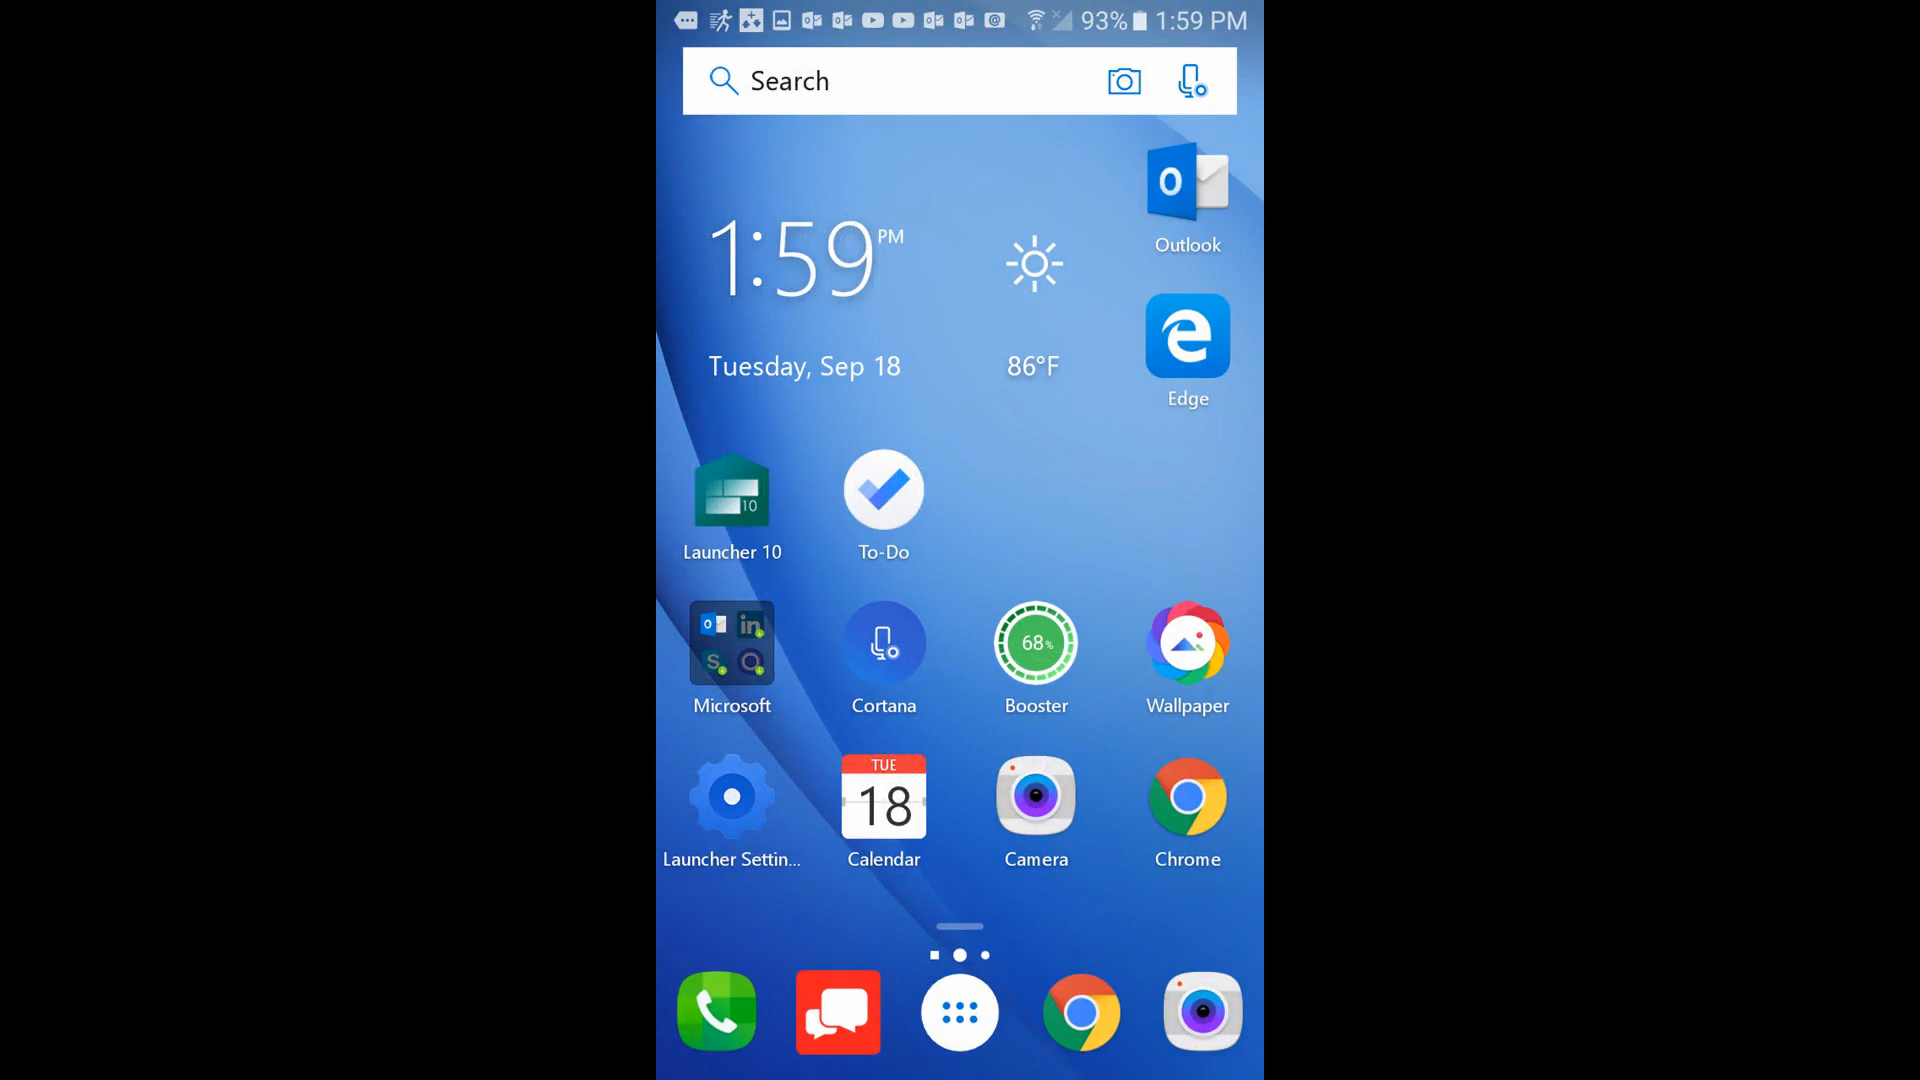 93% 1:59 PM
Search
1:59 PM
Tuesday, Sep 18
86°F
Outlook
Edge
Launcher 10
To-Do
Microsoft
Cortana
68%
Booster
Wallpaper
Launcher Settin...
TUE
18
Calendar
Camera
Chrome